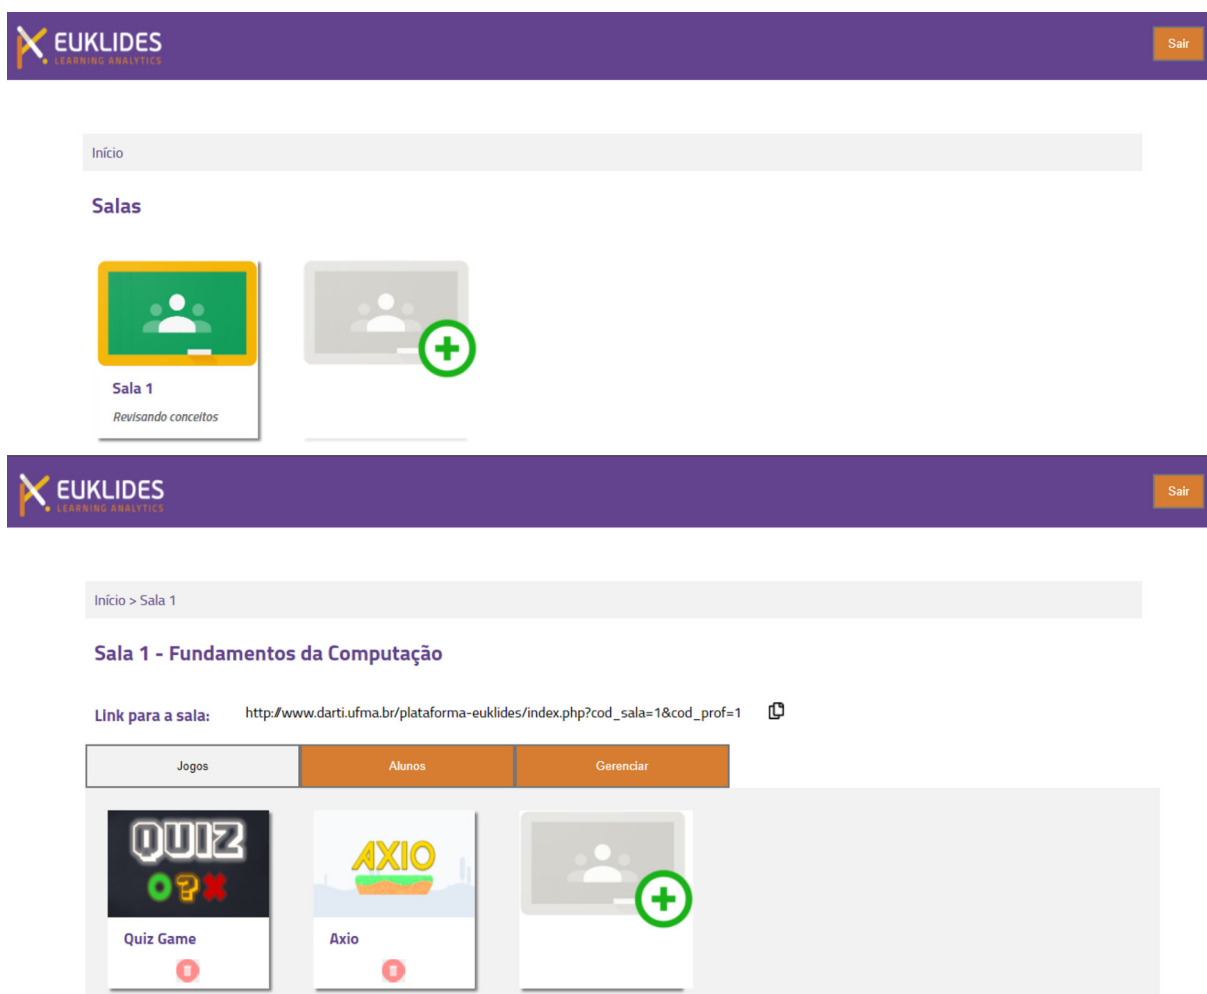 EUKLIDES
LEARNING ANALYTICS
Sair
Início
Salas
Sala 1
Revisando conceitos
EUKLIDES
LEARNING ANALYTICS
Sair
Início > Sala 1
Sala 1 - Fundamentos da Computação
Link para a sala: http://www.darti.ufma.br/plataforma-euklides/index.php?cod_sala=1&cod_prof=1
Jogos Alunos Gerenciar
QUIZ
O?X
AXIO
Quiz Game Axio